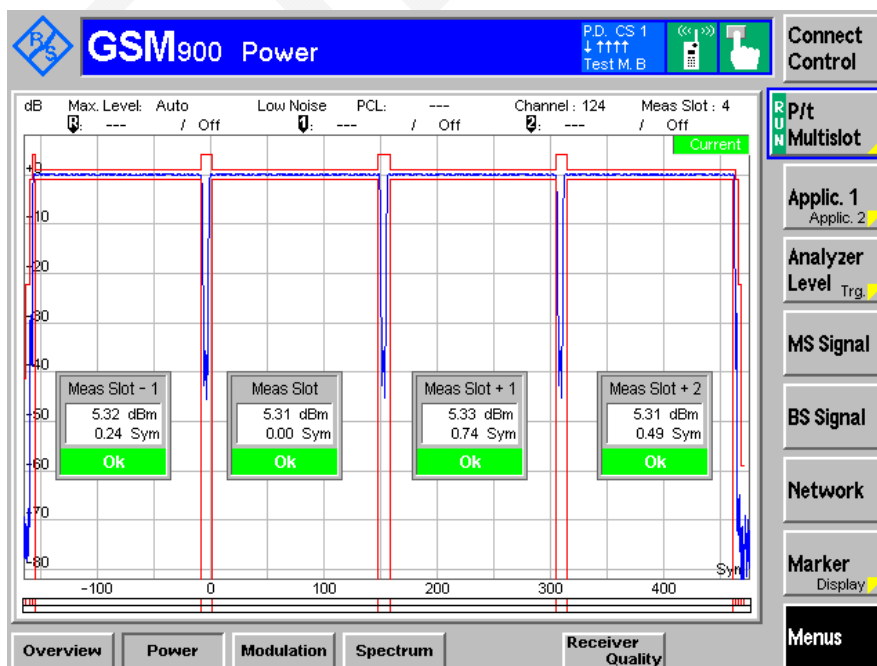 R/S
GSM900 Power
P.D. CS 1
↓ ↑↑↑↑
Test M. B
Connect
Control
dB Max. Level: Auto Low Noise PCL: --- Channel : 124 Meas Slot : 4
R: --- / Off 1: --- / Off 2: --- / Off
Current
RUN
P/t
Multislot
Applic. 1
Applic. 2
Analyzer
Level Trg.
MS Signal
BS Signal
Network
Marker
Display
Menus
+0
-10
-20
-30
-40
-50
-60
-70
-80
Meas Slot - 1
5.32 dBm
0.24 Sym
Ok
Meas Slot
5.31 dBm
0.00 Sym
Ok
Meas Slot + 1
5.33 dBm
0.74 Sym
Ok
Meas Slot + 2
5.31 dBm
0.49 Sym
Ok
Sym
-100 0 100 200 300 400
Overview Power Modulation Spectrum Receiver
Quality